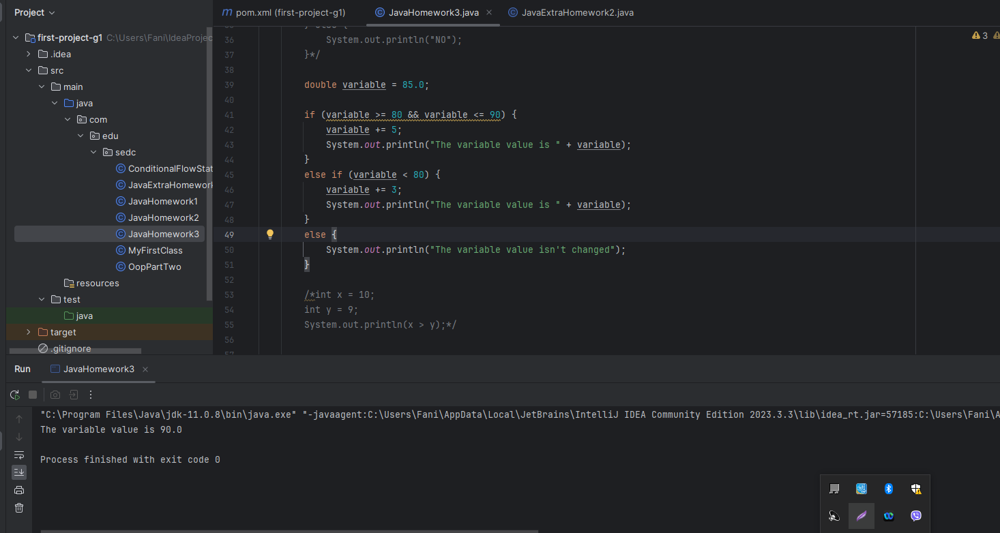 Project
pom.xml (first-project-g1)
JavaHomework3.java
JavaExtraHomework2.java
first-project-g1 C:\Users\Fani\IdeaProjec
.idea
src
main
java
com
edu
sedc
ConditionalFlowStat
JavaExtraHomework
JavaHomework1
JavaHomework2
JavaHomework3
MyFirstClass
OopPartTwo
resources
test
java
target
.gitignore
3
} else {
36 System.out.println("NO");
37 }*/
38
39 double variable = 85.0;
40
41 if (variable >= 80 && variable <= 90) {
42 variable += 5;
43 System.out.println("The variable value is " + variable);
44 }
45 else if (variable < 80) {
46 variable += 3;
47 System.out.println("The variable value is " + variable);
48 }
49 else {
50 System.out.println("The variable value isn't changed");
51 }
52
53 /*int x = 10;
54 int y = 9;
55 System.out.println(x > y);*/
56
57
Run
JavaHomework3
"C:\Program Files\Java\jdk-11.0.8\bin\java.exe" "-javaagent:C:\Users\Fani\AppData\Local\JetBrains\IntelliJ IDEA Community Edition 2023.3.3\lib\idea_rt.jar=57185:C:\Users\Fani\A
The variable value is 90.0
Process finished with exit code 0